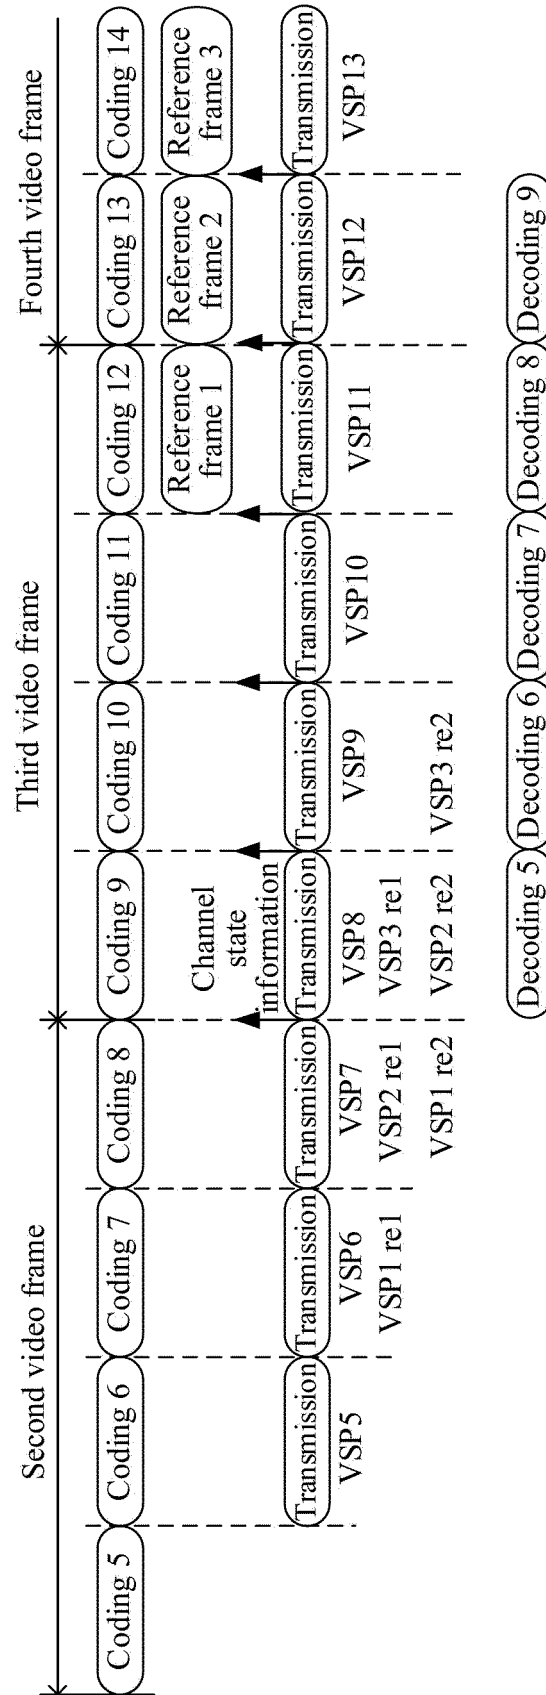 Second video frame
Third video frame
Fourth video frame
Coding 5
Coding 6
Coding 7
Coding 8
Coding 9
Coding 10
Coding 11
Coding 12
Coding 13
Coding 14
Channel
state
information
Reference
frame 1
Reference
frame 2
Reference
frame 3
Transmission
Transmission
Transmission
Transmission
Transmission
Transmission
Transmission
Transmission
Transmission
VSP5
VSP6
VSP7
VSP8
VSP9
VSP10
VSP11
VSP12
VSP13
VSP1 re1
VSP2 re1
VSP3 re1
VSP1 re2
VSP2 re2
VSP3 re2
Decoding 5
Decoding 6
Decoding 7
Decoding 8
Decoding 9